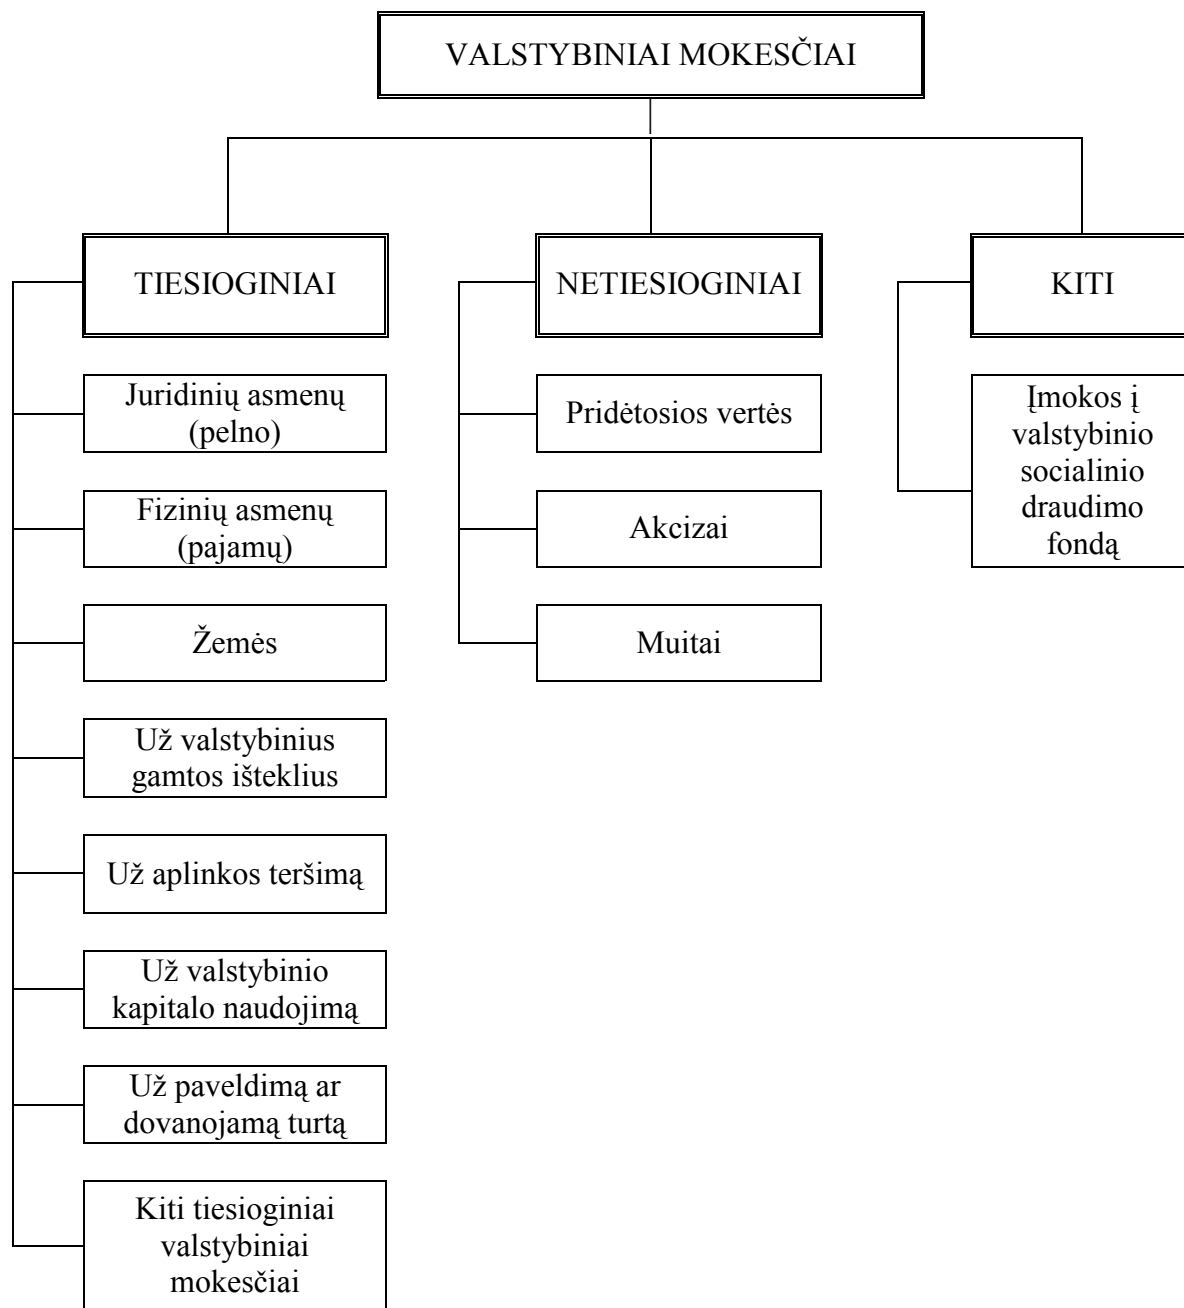 VALSTYBINIAI MOKESČIAI
TIESIOGINIAI
Juridinių asmenų
(pelno)
Fizinių asmenų
(pajamų)
Žemės
Už valstybinius
gamtos išteklius
Už aplinkos teršimą
Už valstybinio
kapitalo naudojimą
Už paveldimą ar
dovanojamą turtą
Kiti tiesioginiai
valstybiniai
mokesčiai
NETIESIOGINIAI
Pridėtosios vertės
Akcizai
Muitai
KITI
Įmokos į
valstybinio
socialinio
draudimo
fondą